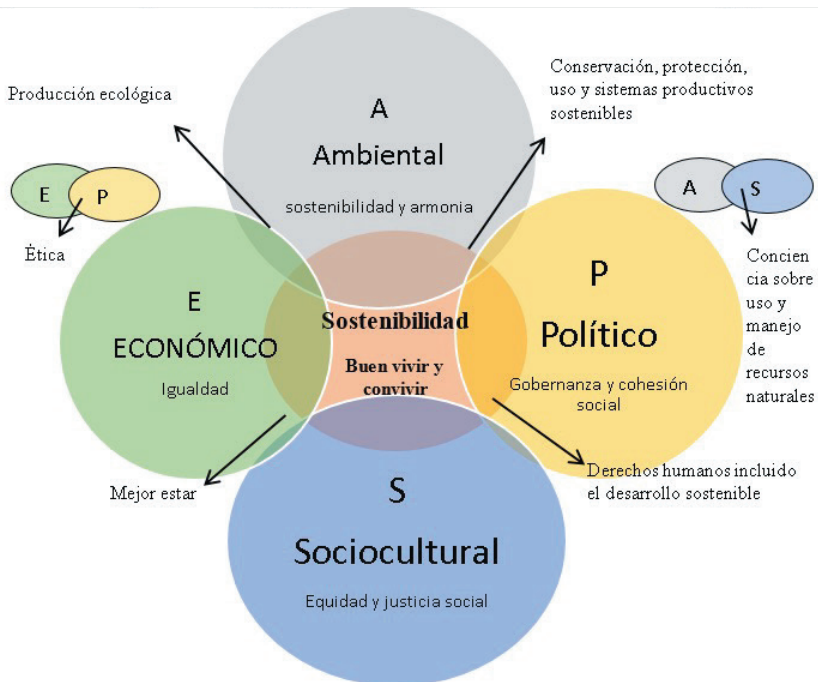 Producción ecológica
Conservación, protección,
uso y sistemas productivos
sostenibles
A
Ambiental
sostenibilidad y armonia
E
P
Ética
A
S
Concien
cia sobre
uso y
manejo
de
recursos
naturales
E
ECONÓMICO
Igualdad
Sostenibilidad
Buen vivir y
convivir
P
Político
Gobernanza y cohesión
social
Mejor estar
Derechos humanos incluido
el desarrollo sostenible
S
Sociocultural
Equidad y justicia social